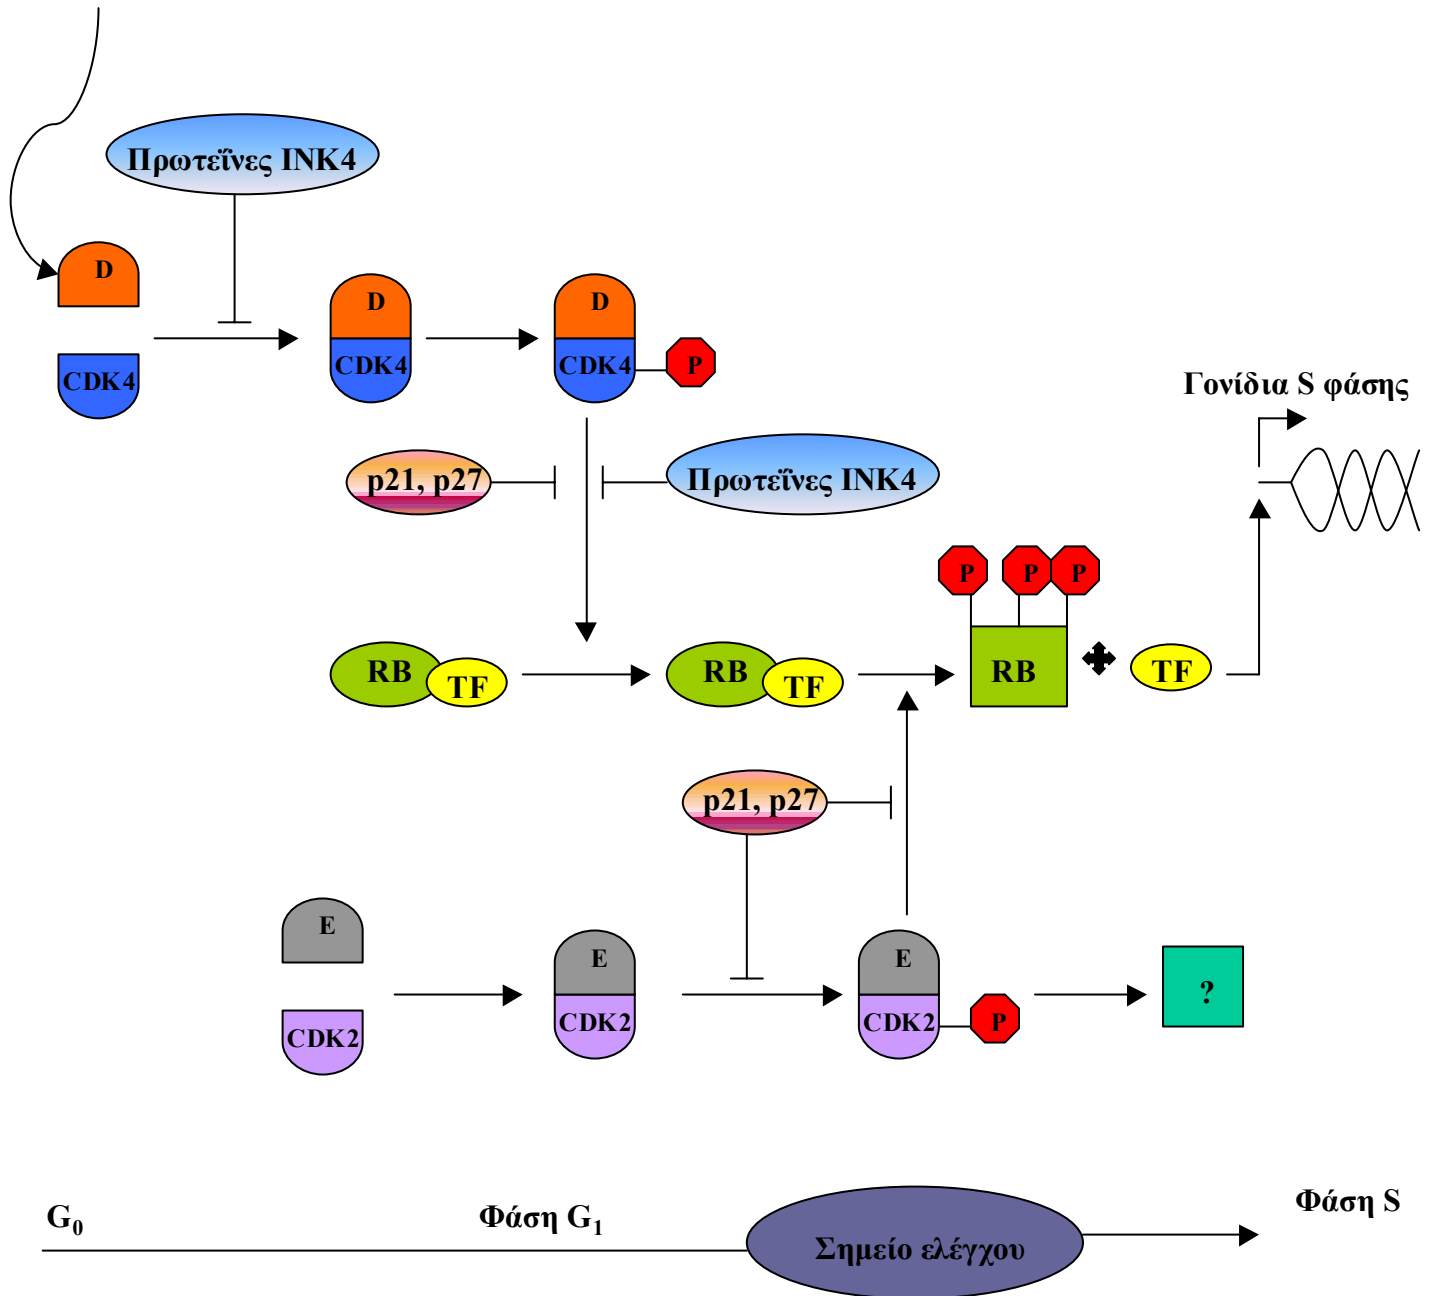 Πρωτεΐνες INK4
D
CDK4
D
CDK4
D
CDK4
P
Γονίδια S φάσης
p21, p27
Πρωτεΐνες INK4
P
P
P
RB
TF
RB
TF
RB
TF
p21, p27
E
CDK2
E
CDK2
E
CDK2
P
?
G₀
Φάση G₁
Σημείο ελέγχου
Φάση S